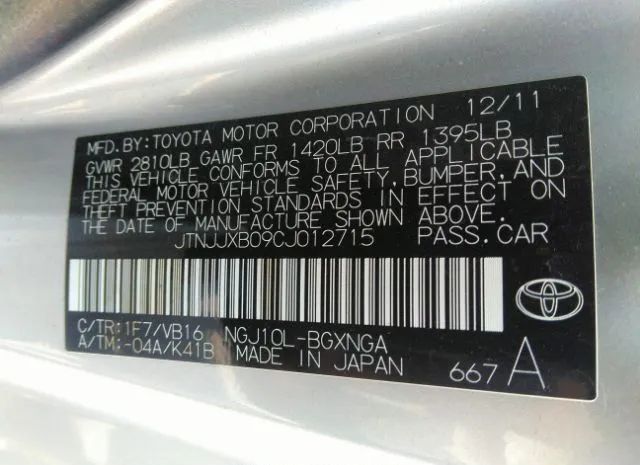 MFD.BY:TOYOTA MOTOR CORPORATION 12/11
GVWR 2810LB GAWR FR 1420LB RR 1395LB
THIS VEHICLE CONFORMS TO ALL APPLICABLE
FEDERAL MOTOR VEHICLE SAFETY,BUMPER,AND
THEFT PREVENTION STANDARDS IN EFFECT ON
THE DATE OF MANUFACTURE SHOWN ABOVE.
JTNJJXB09CJ012715 PASS.CAR
C/TR:1F7/VB16 NGJ10L-BGXNGA
A/TM:-04A/K41B MADE IN JAPAN
667 A